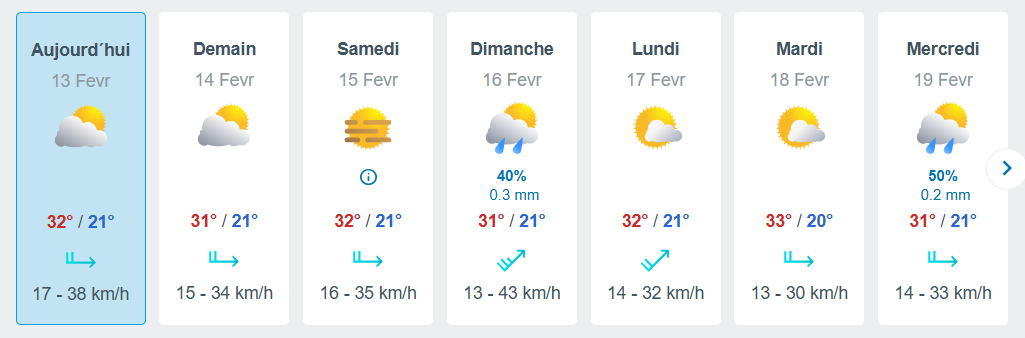 Aujourd´hui
13 Fevr
32° / 21°
17 - 38 km/h
Demain
14 Fevr
31° / 21°
15 - 34 km/h
Samedi
15 Fevr
32° / 21°
16 - 35 km/h
Dimanche
16 Fevr
40%
0.3 mm
31° / 21°
13 - 43 km/h
Lundi
17 Fevr
32° / 21°
14 - 32 km/h
Mardi
18 Fevr
33° / 20°
13 - 30 km/h
Mercredi
19 Fevr
50%
0.2 mm
31° / 21°
14 - 33 km/h